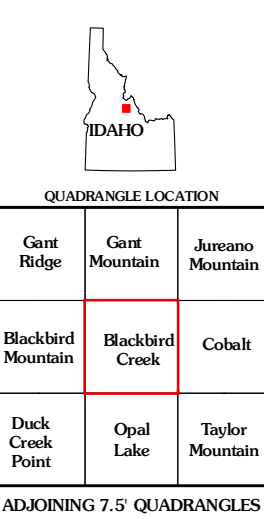 IDAHO
QUADRANGLE LOCATION
Gant
Ridge
Gant
Mountain
Jureano
Mountain
Blackbird
Mountain
Blackbird
Creek
Cobalt
Duck
Creek
Point
Opal
Lake
Taylor
Mountain
ADJOINING 7.5' QUADRANGLES